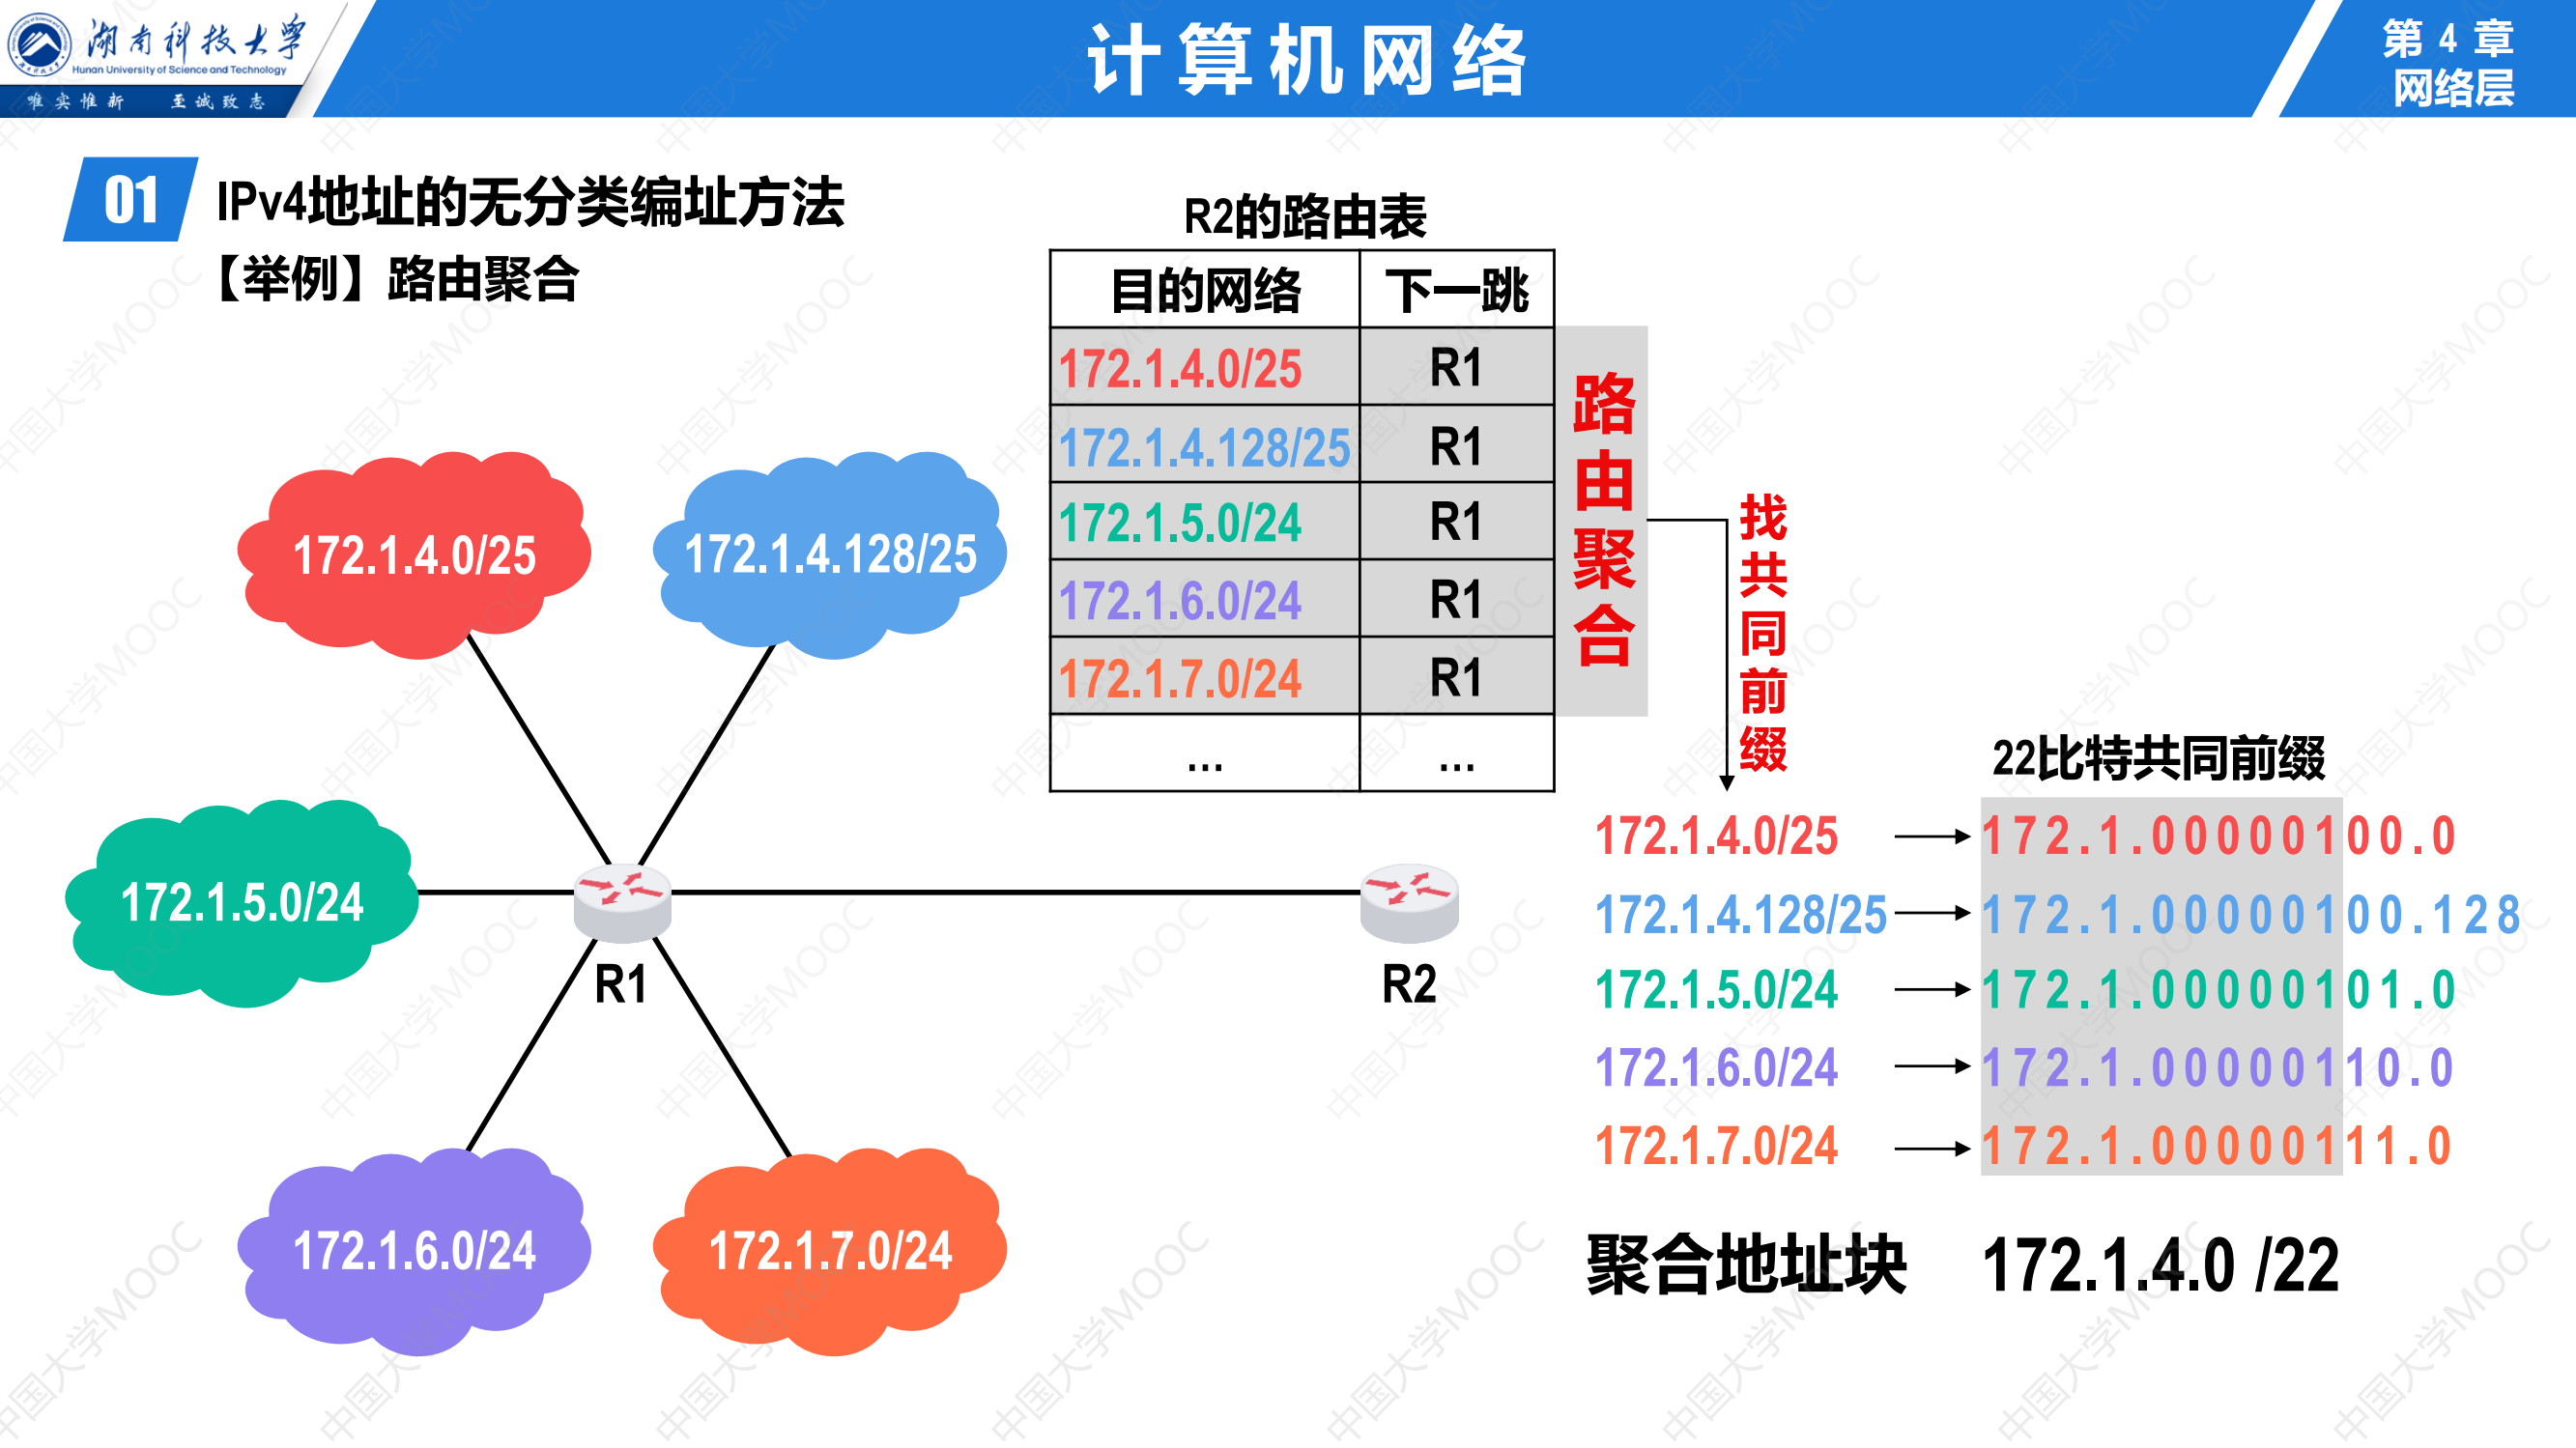 湖南科技大学
Hunan University of Science and Technology
唯实惟新 至诚致志
计算机网络
第 4 章
网络层
01
IPv4地址的无分类编址方法
【举例】路由聚合
R2的路由表
目的网络 下一跳
172.1.4.0/25 R1
172.1.4.128/25 R1
172.1.5.0/24 R1
172.1.6.0/24 R1
172.1.7.0/24 R1
... ...
路由聚合
找共同前缀
172.1.4.0/25
172.1.4.128/25
172.1.5.0/24
172.1.6.0/24
172.1.7.0/24
R1
R2
22比特共同前缀
172.1.4.0/25 172.1.00000100.0
172.1.4.128/25 172.1.00000100.128
172.1.5.0/24 172.1.00000101.0
172.1.6.0/24 172.1.00000110.0
172.1.7.0/24 172.1.00000111.0
聚合地址块 172.1.4.0 /22
中国大学MOOC